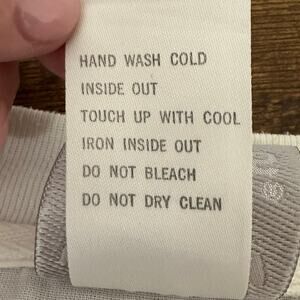 HAND WASH COLD
INSIDE OUT
TOUCH UP WITH COOL
IRON INSIDE OUT
DO NOT BLEACH
DO NOT DRY CLEAN